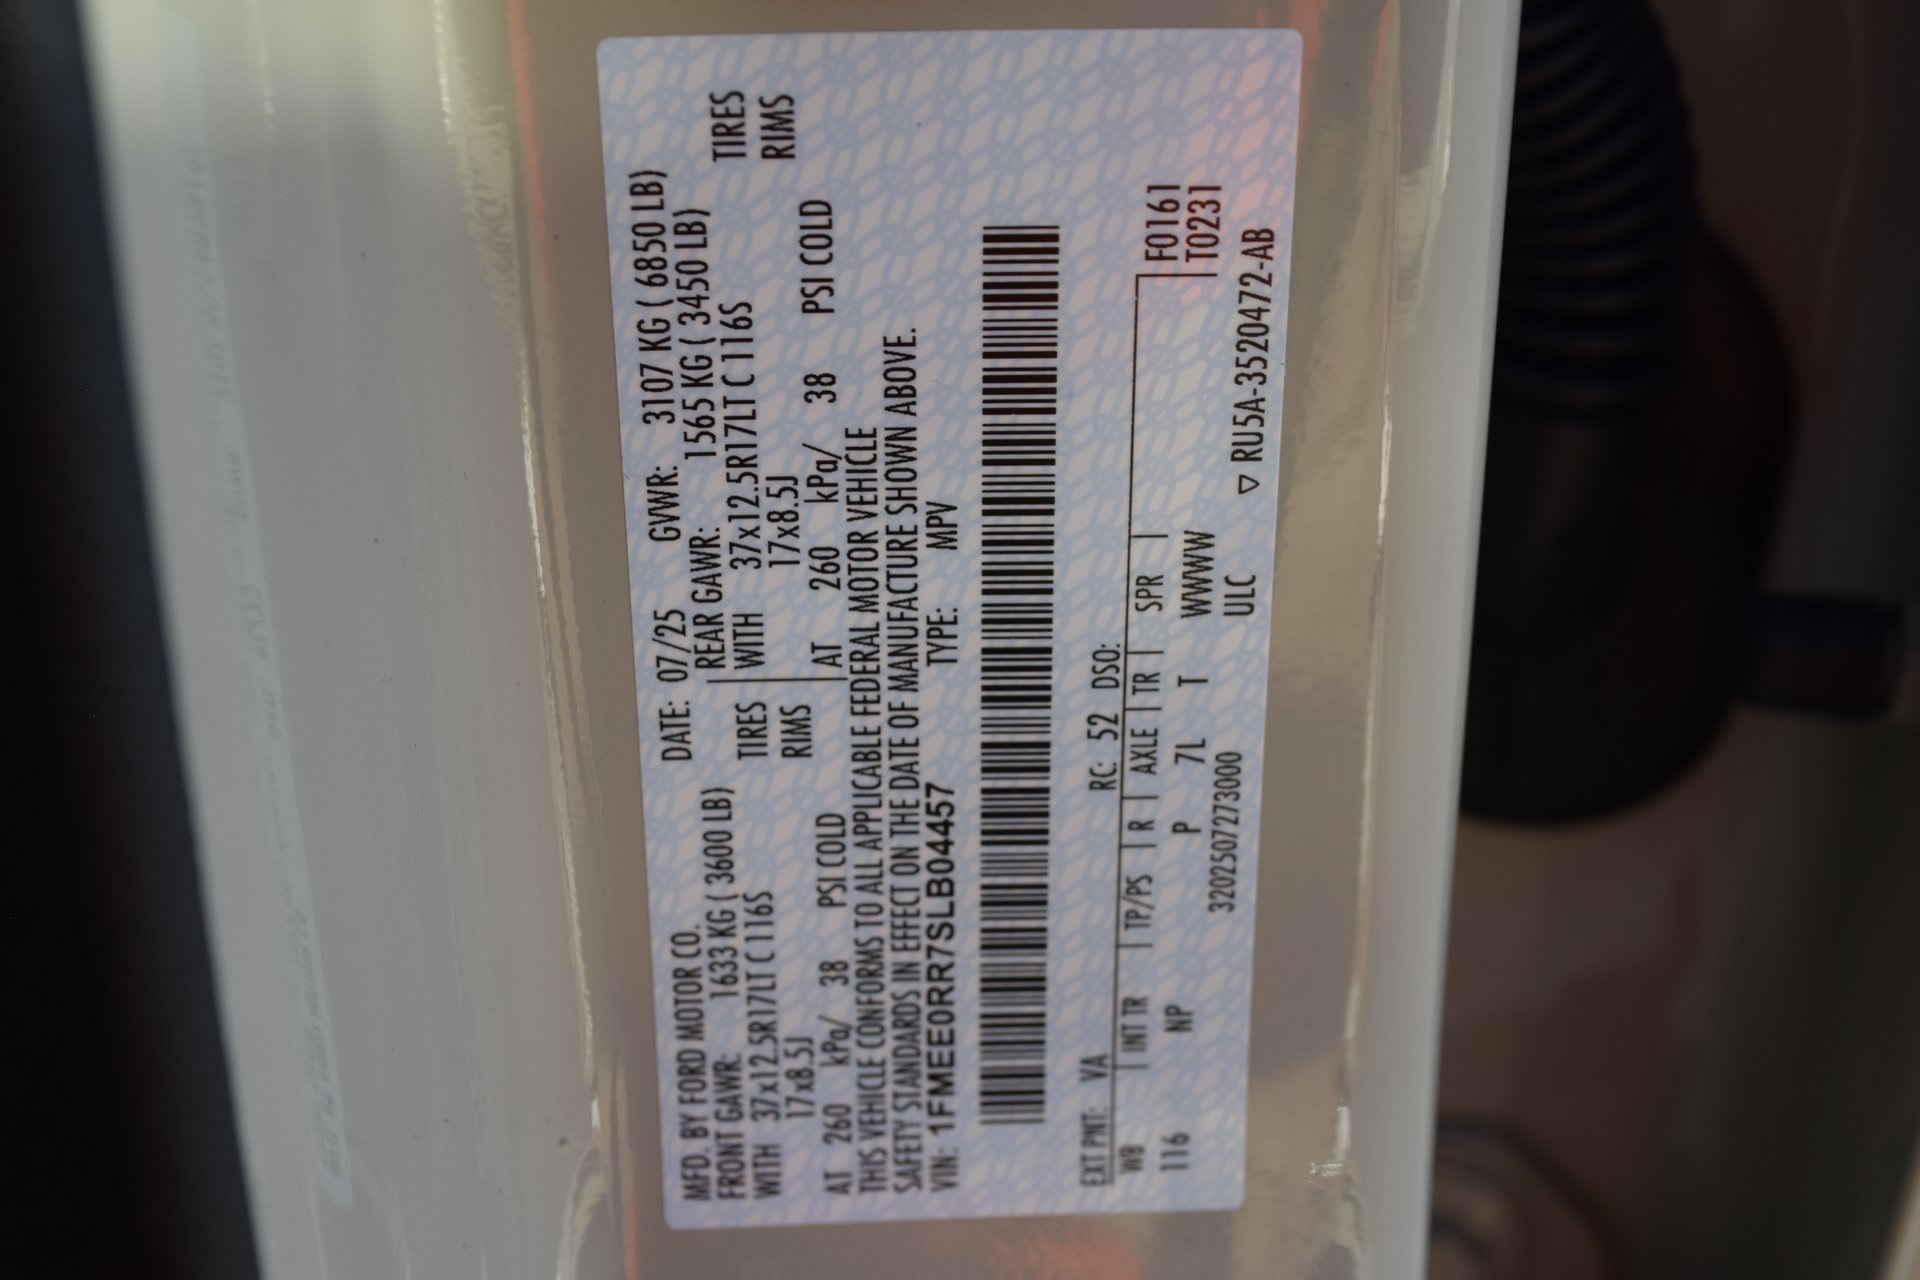 MFD. BY FORD MOTOR CO. DATE: 07/25 GVWR: 3107 KG ( 6850 LB)
FRONT GAWR: 1633 KG ( 3600 LB) REAR GAWR: 1565 KG ( 3450 LB)
WITH 37x12.5R17LT C 116S TIRES WITH 37x12.5R17LT C 116S TIRES
17x8.5J RIMS 17x8.5J RIMS
AT 260 kPa/ 38 PSI COLD AT 260 kPa/ 38 PSI COLD
THIS VEHICLE CONFORMS TO ALL APPLICABLE FEDERAL MOTOR VEHICLE
SAFETY STANDARDS IN EFFECT ON THE DATE OF MANUFACTURE SHOWN ABOVE.
VIN: 1FMEE0RR7SLB04457 TYPE: MPV
EXT PNT: VA RC: 52 DSO:
WB INT TR TP/PS R AXLE TR SPR F0161
116 NP P 7L T WWWW T0231
3202507273000 ULC ▽ RU5A-3520472-AB